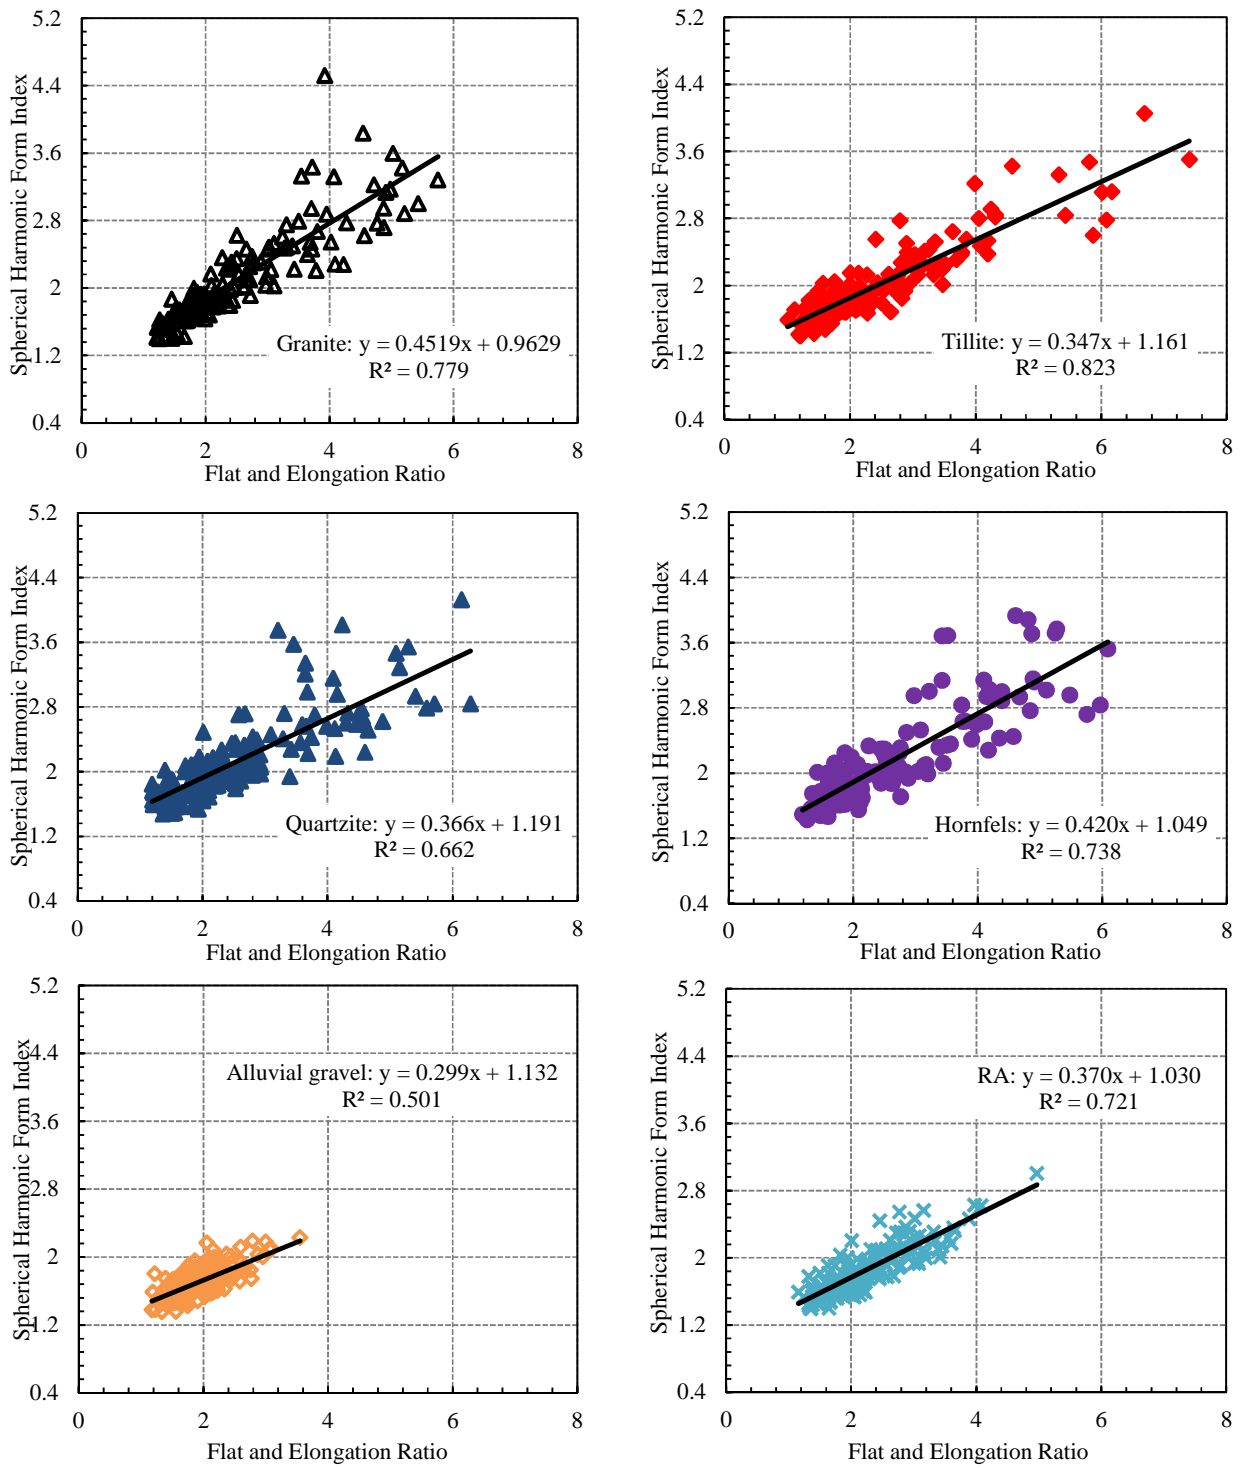 5.2
4.4
3.6
2.8
2
1.2
0.4
Spherical Harmonic Form Index
Granite: y = 0.4519x + 0.9629
R² = 0.779
0 2 4 6 8
Flat and Elongation Ratio
5.2
4.4
3.6
2.8
2
1.2
0.4
Spherical Harmonic Form Index
Tillite: y = 0.347x + 1.161
R² = 0.823
0 2 4 6 8
Flat and Elongation Ratio
5.2
4.4
3.6
2.8
2
1.2
0.4
Spherical Harmonic Form Index
Quartzite: y = 0.366x + 1.191
R² = 0.662
0 2 4 6 8
Flat and Elongation Ratio
5.2
4.4
3.6
2.8
2
1.2
0.4
Spherical Harmonic Form Index
Hornfels: y = 0.420x + 1.049
R² = 0.738
0 2 4 6 8
Flat and Elongation Ratio
5.2
4.4
3.6
2.8
2
1.2
0.4
Spherical Harmonic Form Index
Alluvial gravel: y = 0.299x + 1.132
R² = 0.501
0 2 4 6 8
Flat and Elongation Ratio
5.2
4.4
3.6
2.8
2
1.2
0.4
Spherical Harmonic Form Index
RA: y = 0.370x + 1.030
R² = 0.721
0 2 4 6 8
Flat and Elongation Ratio